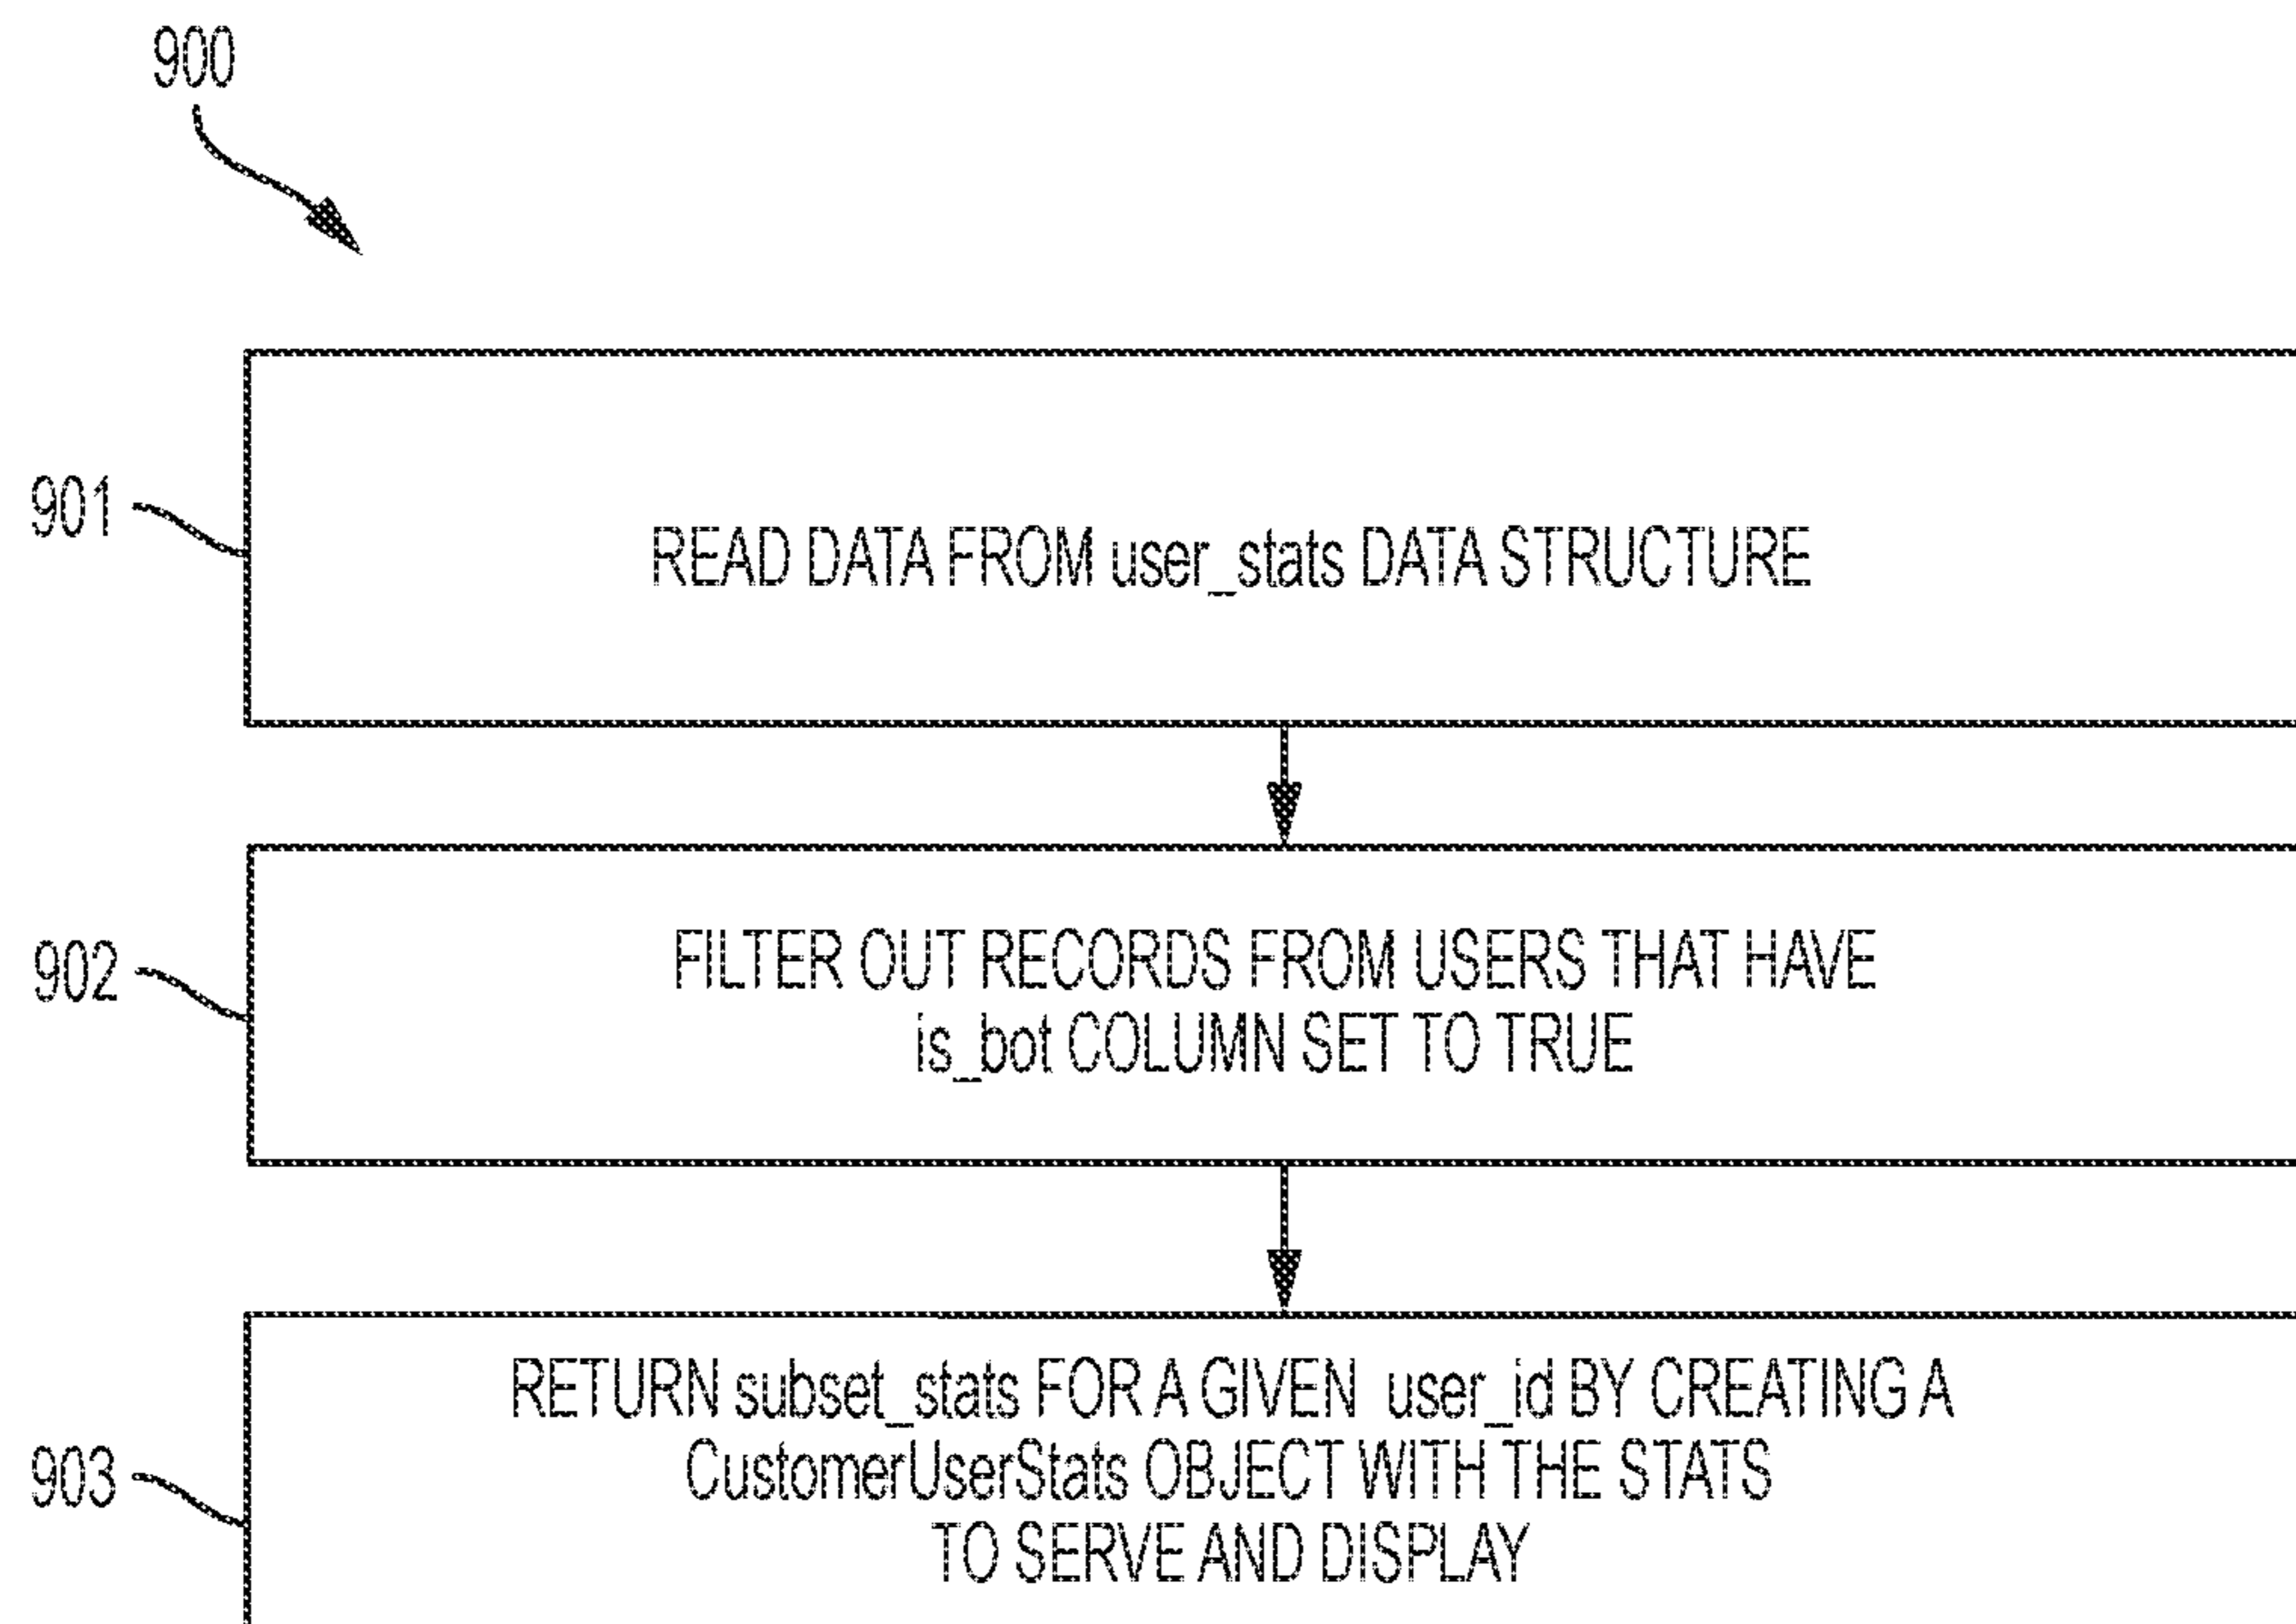 900
901
READ DATA FROM user_stats DATA STRUCTURE
902
FILTER OUT RECORDS FROM USERS THAT HAVE
is_bot COLUMN SET TO TRUE
903
RETURN subset_stats FOR A GIVEN user_id BY CREATING A
CustomerUserStats OBJECT WITH THE STATS
TO SERVE AND DISPLAY